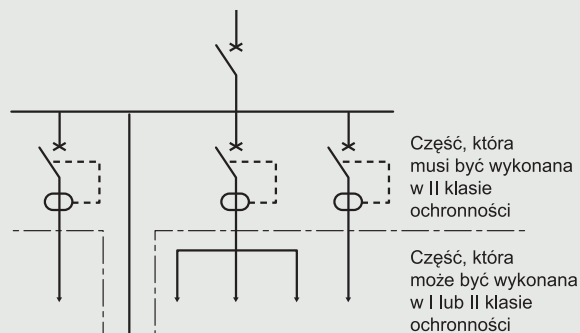 Część, która
musi być wykonana
w II klasie
ochronności
Część, która
może być wykonana
w I lub II klasie
ochronności